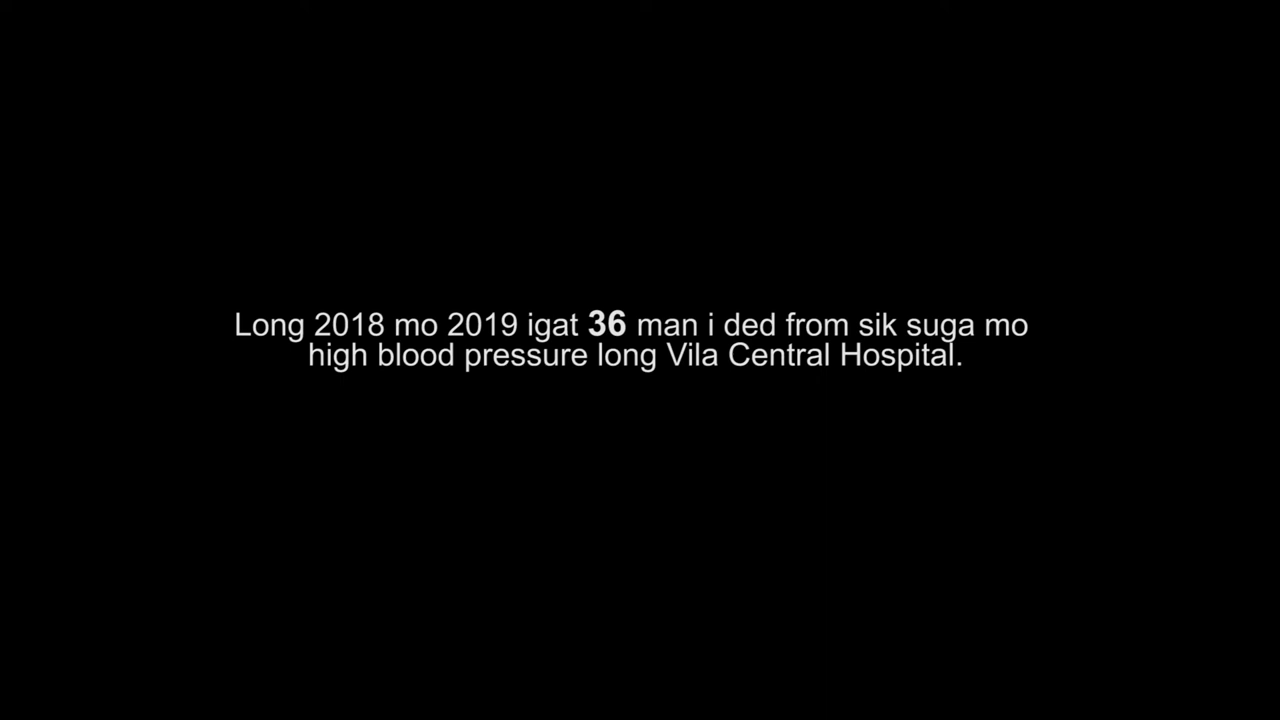 Long 2018 mo 2019 igat 36 man i ded from sik suga mo
high blood pressure long Vila Central Hospital.